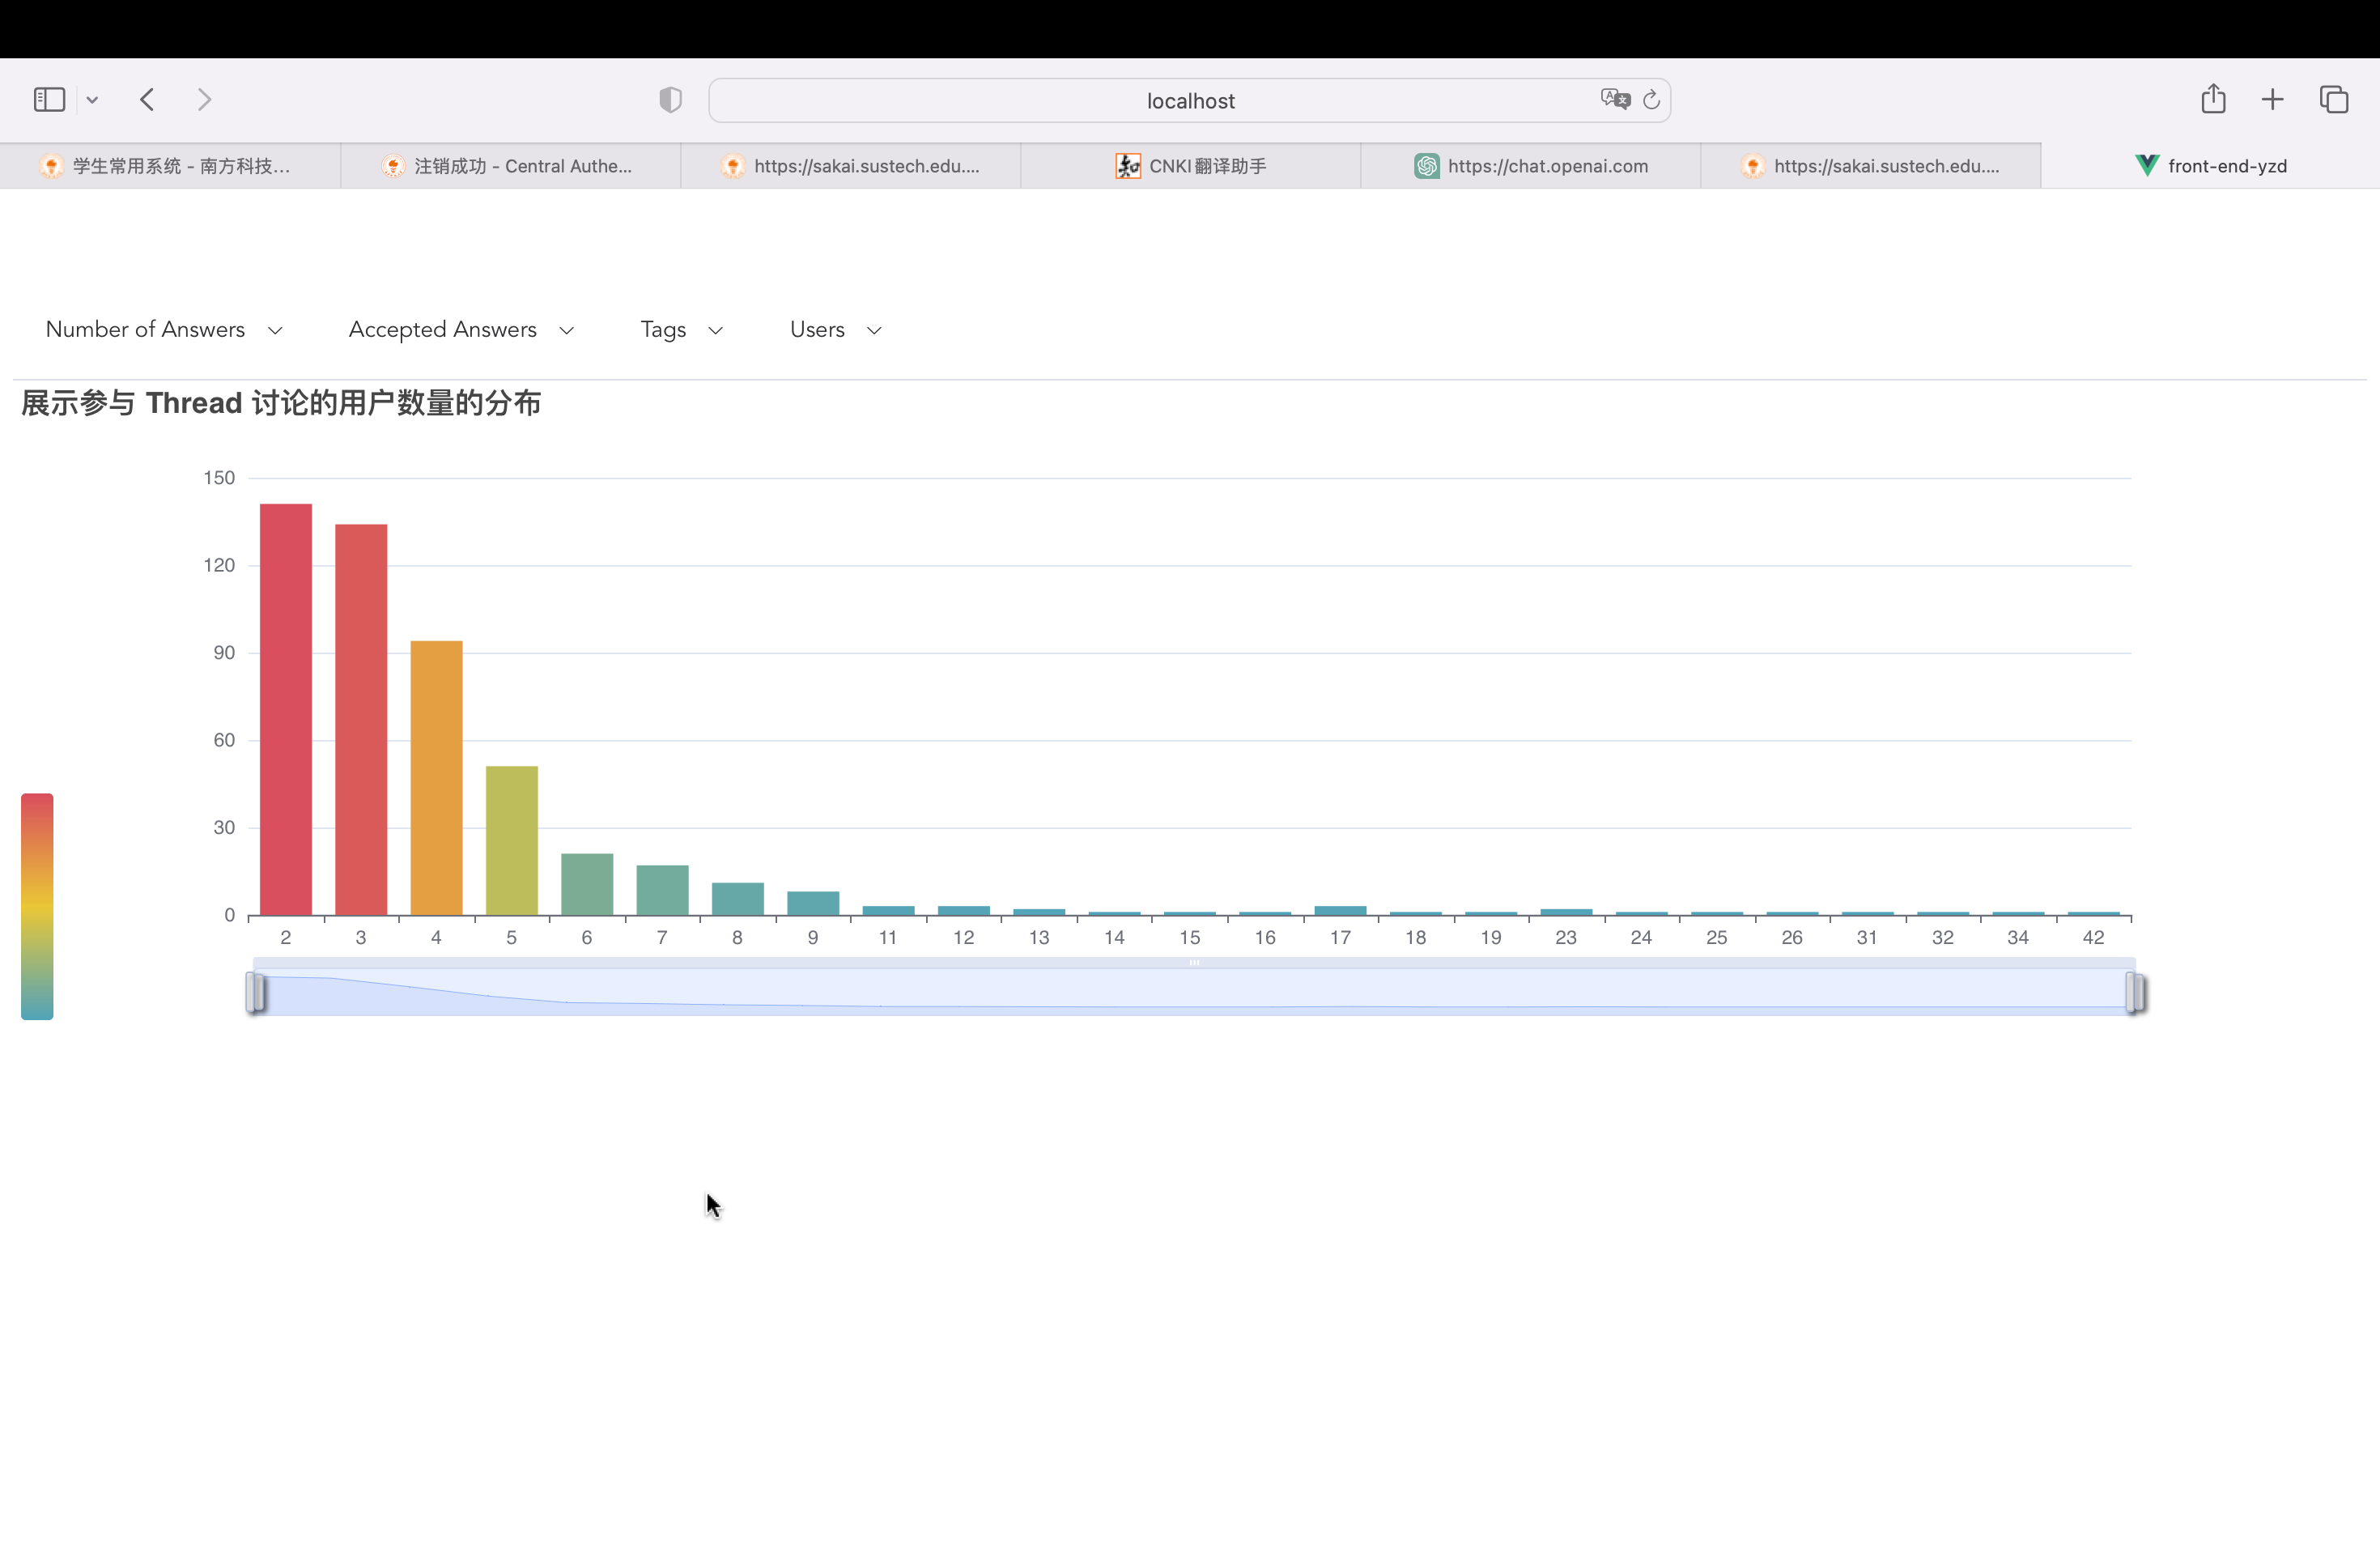 localhost
学生常用系统 - 南方科技...
注销成功 - Central Authe...
https://sakai.sustech.edu....
CNKI 翻译助手
https://chat.openai.com
https://sakai.sustech.edu....
front-end-yzd
Number of Answers
Accepted Answers
Tags
Users
展示参与 Thread 讨论的用户数量的分布
150
120
90
60
30
0
2 3 4 5 6 7 8 9 11 12 13 14 15 16 17 18 19 23 24 25 26 31 32 34 42